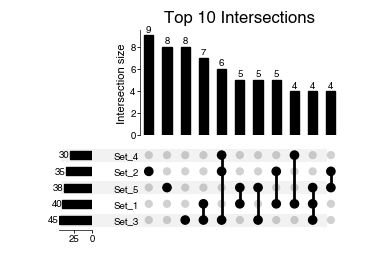 Top 10 Intersections
9
8 8
7
6
5 5 5
4 4 4
Intersection size
8
6
4
2
0
30 Set_4
35 Set_2
38 Set_5
40 Set_1
45 Set_3
25 0